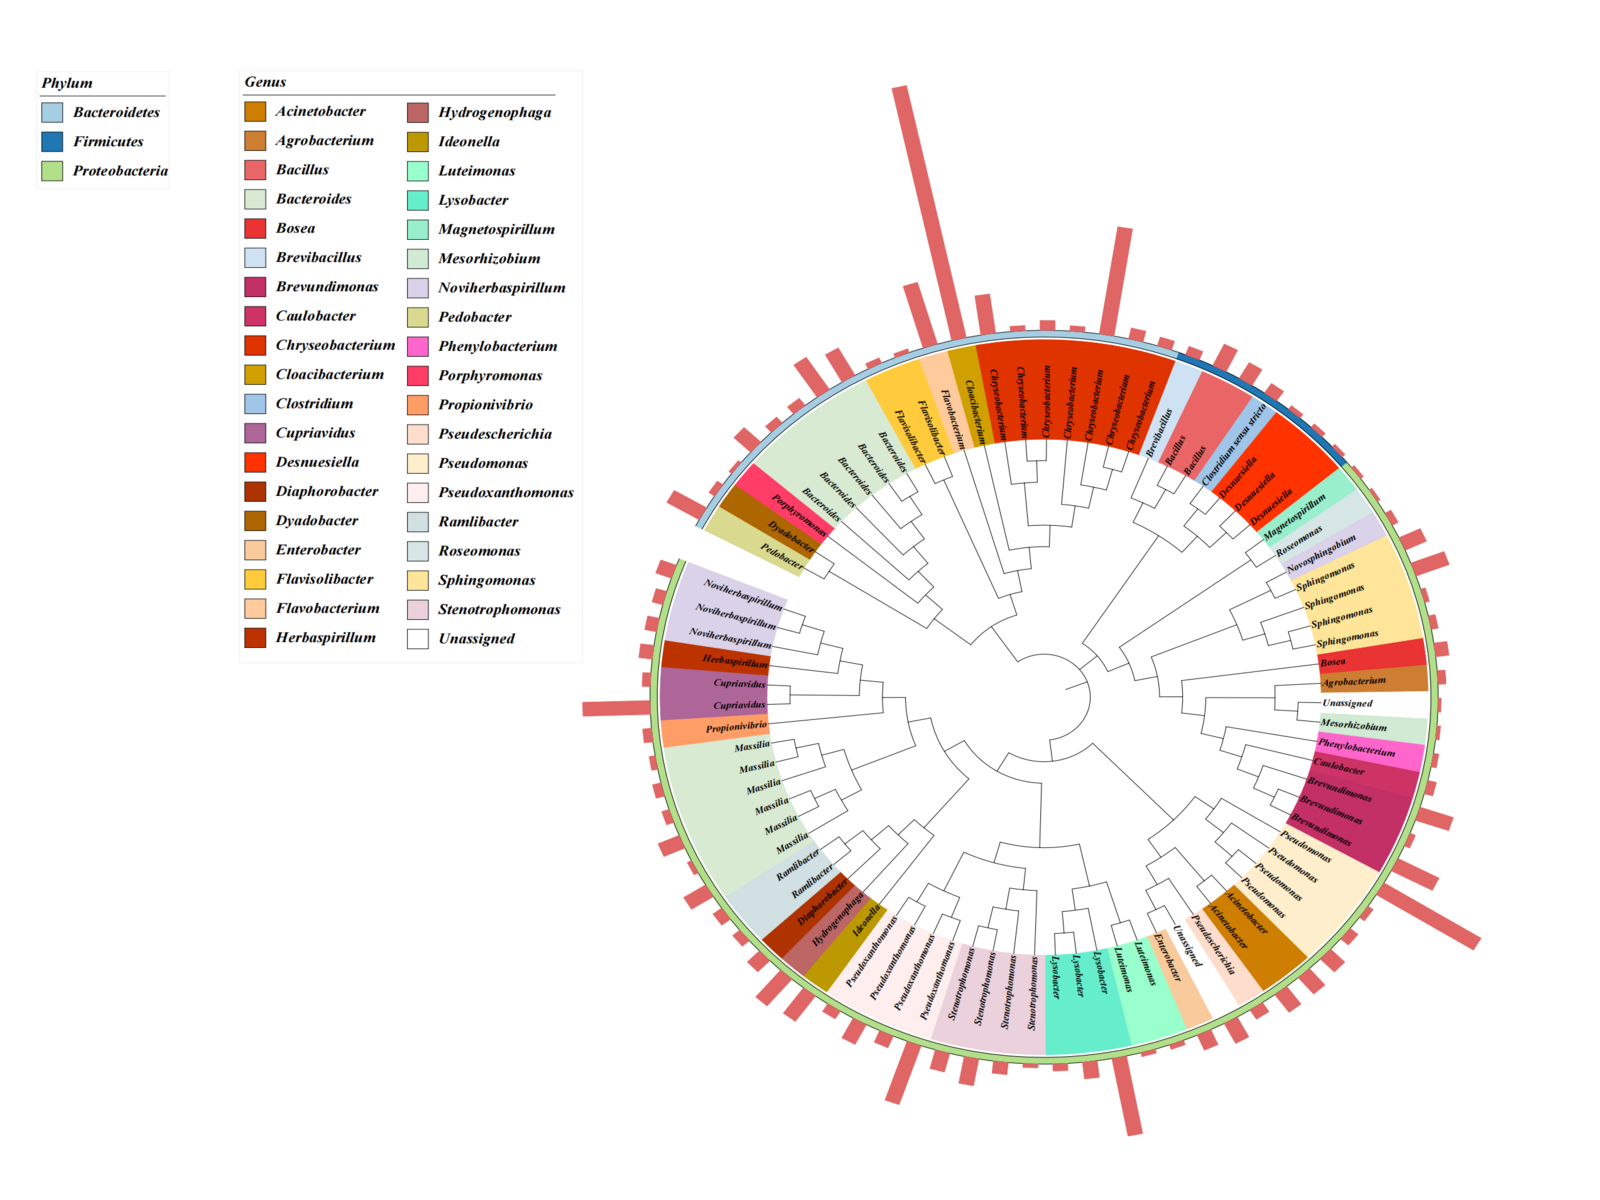 Phylum
Bacteroidetes
Firmicutes
Proteobacteria
Genus
Acinetobacter
Agrobacterium
Bacillus
Bacteroides
Bosea
Brevibacillus
Brevundimonas
Caulobacter
Chryseobacterium
Cloacibacterium
Clostridium
Cupriavidus
Desnuesiella
Diaphorobacter
Dyadobacter
Enterobacter
Flavisolibacter
Flavobacterium
Herbaspirillum
Hydrogenophaga
Ideonella
Luteimonas
Lysobacter
Magnetospirillum
Mesorhizobium
Noviherbaspirillum
Pedobacter
Phenylobacterium
Porphyromonas
Propionivibrio
Pseudescherichia
Pseudomonas
Pseudoxanthomonas
Ramlibacter
Roseomonas
Sphingomonas
Stenotrophomonas
Unassigned
Pedobacter
Dyadobacter
Porphyromonas
Bacteroides
Bacteroides
Bacteroides
Bacteroides
Bacteroides
Flavisolibacter
Flavisolibacter
Flavobacterium
Cloacibacterium
Chryseobacterium
Chryseobacterium
Chryseobacterium
Chryseobacterium
Chryseobacterium
Chryseobacterium
Chryseobacterium
Brevibacillus
Bacillus
Bacillus
Clostridium sensu stricto
Desnuesiella
Desnuesiella
Desnuesiella
Magnetospirillum
Roseomonas
Novosphingobium
Sphingomonas
Sphingomonas
Sphingomonas
Sphingomonas
Bosea
Agrobacterium
Unassigned
Mesorhizobium
Phenylobacterium
Caulobacter
Brevundimonas
Brevundimonas
Brevundimonas
Pseudomonas
Pseudomonas
Pseudomonas
Pseudomonas
Acinetobacter
Acinetobacter
Pseudescherichia
Unassigned
Enterobacter
Luteimonas
Luteimonas
Lysobacter
Lysobacter
Lysobacter
Stenotrophomonas
Stenotrophomonas
Stenotrophomonas
Stenotrophomonas
Pseudoxanthomonas
Pseudoxanthomonas
Pseudoxanthomonas
Pseudoxanthomonas
Ideonella
Hydrogenophaga
Diaphorobacter
Ramlibacter
Ramlibacter
Massilia
Massilia
Massilia
Massilia
Massilia
Massilia
Propionivibrio
Cupriavidus
Cupriavidus
Herbaspirillum
Noviherbaspirillum
Noviherbaspirillum
Noviherbaspirillum